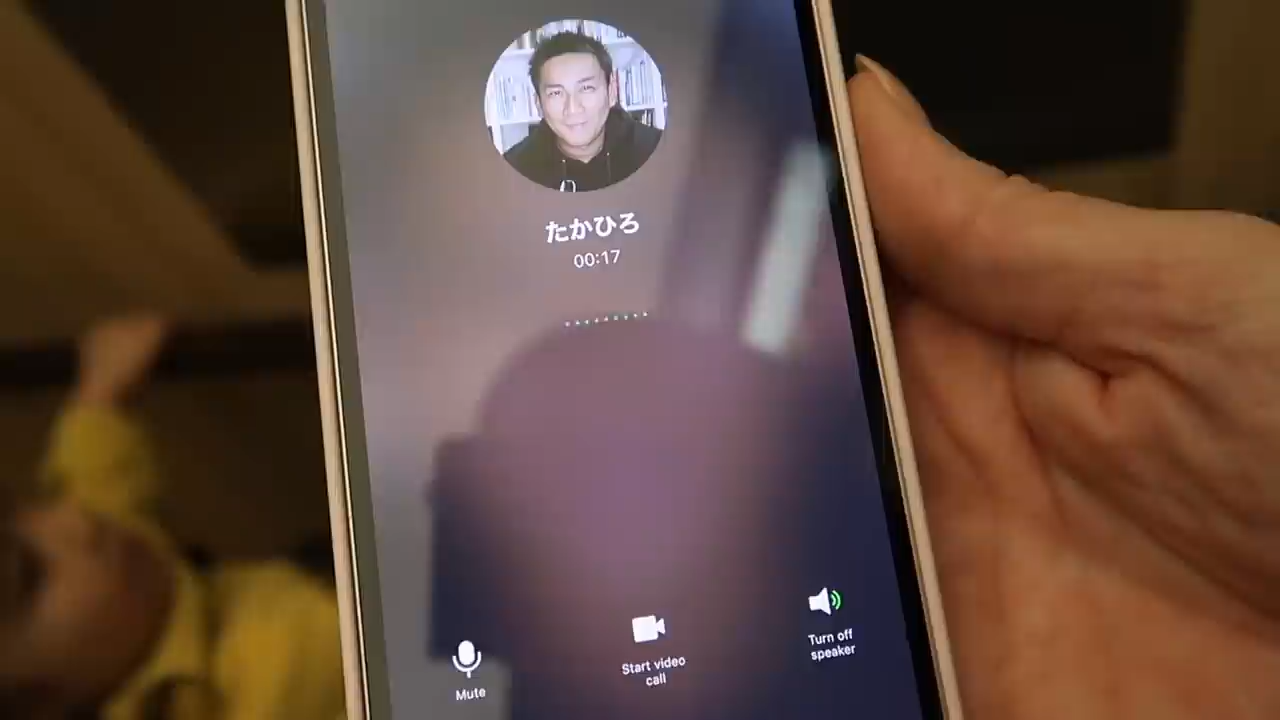 たかひろ
00:17
Mute
Start video
call
Turn off
speaker